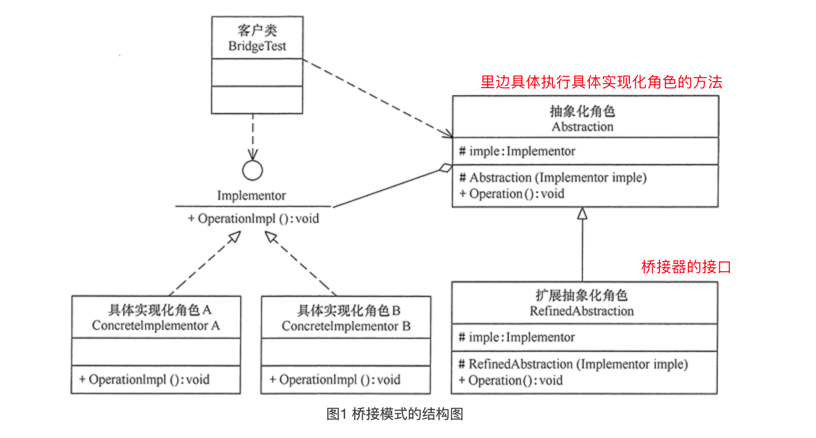 客户类
BridgeTest
里边具体执行具体实现化角色的方法
抽象化角色
Abstraction
# imple:Implementor
# Abstraction (Implementor imple)
+ Operation():void
Implementor
+ OperationImpl ():void
桥接器的接口
具体实现化角色A
ConcreteImplementor A
+ OperationImpl ():void
具体实现化角色B
ConcreteImplementor B
+ OperationImpl ():void
扩展抽象化角色
RefinedAbstraction
# imple:Implementor
# RefinedAbstraction (Implementor imple)
+ Operation():void
图1 桥接模式的结构图